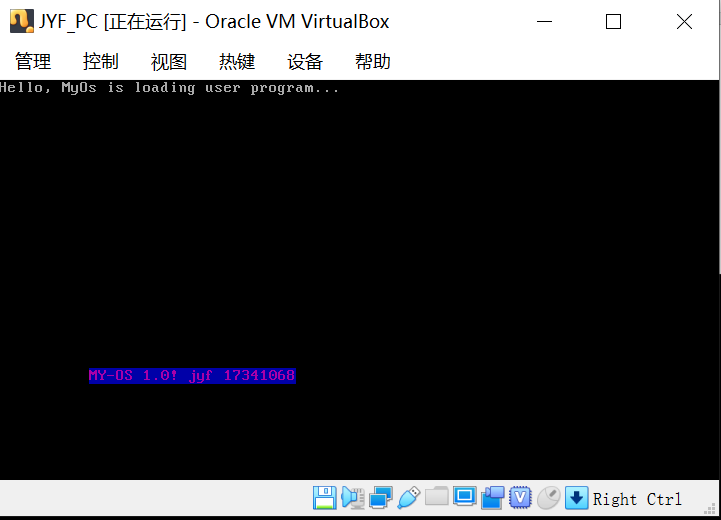 JYF_PC [正在运行] - Oracle VM VirtualBox
管理 控制 视图 热键 设备 帮助
Hello, MyOs is loading user program...
MY-OS 1.0! jyf 17341068
Right Ctrl